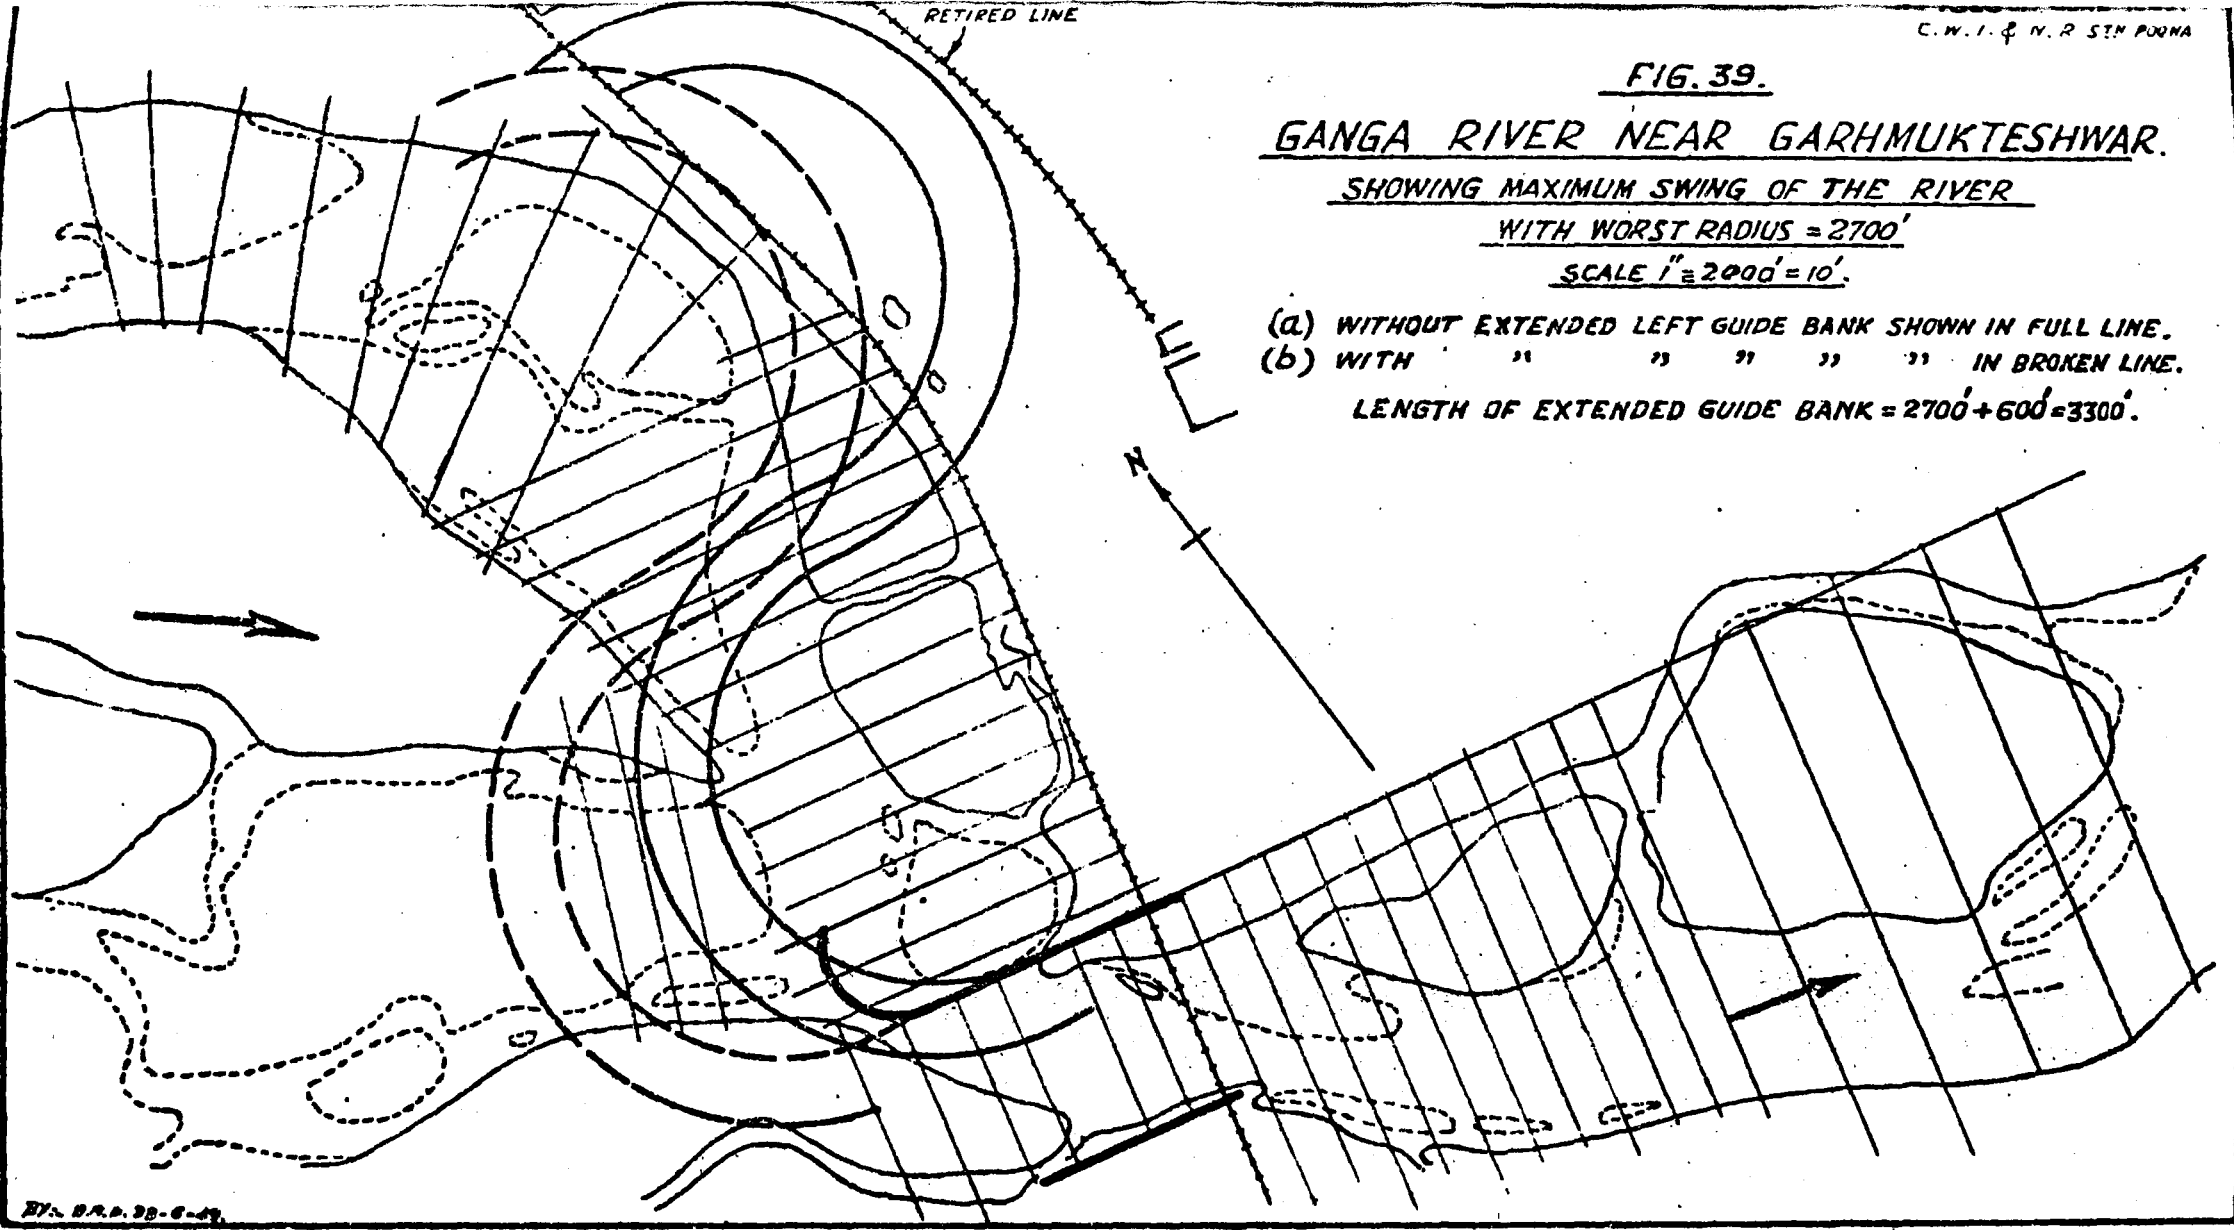 RETIRED LINE
C.W.I. & N.R STN POONA
FIG. 39.
GANGA RIVER NEAR GARHMUKTESHWAR.
SHOWING MAXIMUM SWING OF THE RIVER
WITH WORST RADIUS = 2700'
SCALE 1" = 2000' = 10'.
(a) WITHOUT EXTENDED LEFT GUIDE BANK SHOWN IN FULL LINE.
(b) WITH " " " " " IN BROKEN LINE.
LENGTH OF EXTENDED GUIDE BANK = 2700' + 600' = 3300'.
N
BY:-